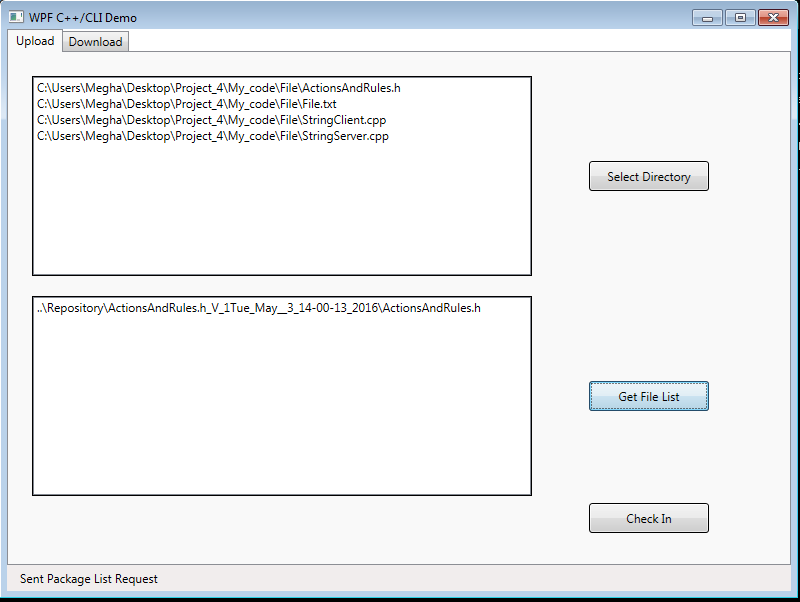 WPF C++/CLI Demo
Upload
Download
C:\Users\Megha\Desktop\Project_4\My_code\File\ActionsAndRules.h
C:\Users\Megha\Desktop\Project_4\My_code\File\File.txt
C:\Users\Megha\Desktop\Project_4\My_code\File\StringClient.cpp
C:\Users\Megha\Desktop\Project_4\My_code\File\StringServer.cpp
Select Directory
..\Repository\ActionsAndRules.h_V_1Tue_May__3_14-00-13_2016\ActionsAndRules.h
Get File List
Check In
Sent Package List Request